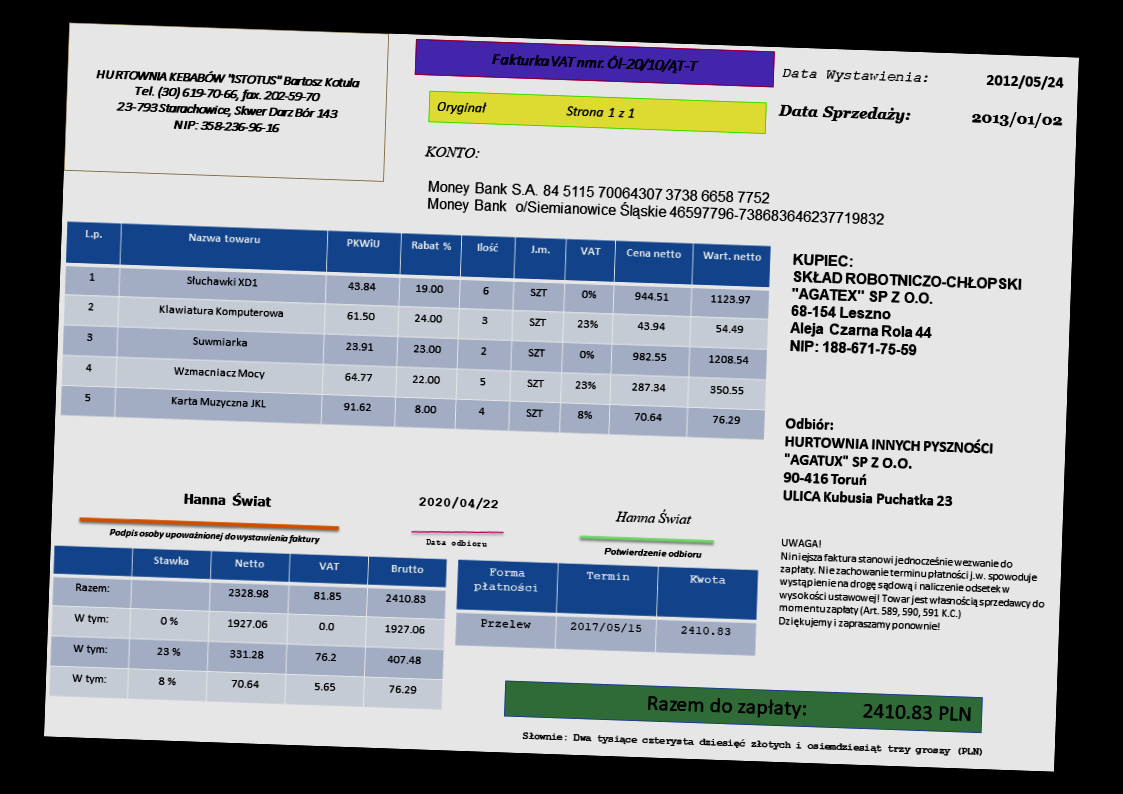 HURTOWNIA KEBABÓW "ISTOTUS" Bartosz Kotula
Tel. (30) 619-70-66, fax. 202-59-70
23-793 Starachowice, Skwer Darz Bór 143
NIP: 358-236-96-16
Fakturka VAT nmr. ÓI-20/10/ĄT-T
Oryginał Strona 1 z 1
Data Wystawienia: 2012/05/24
Data Sprzedaży: 2013/01/02
KONTO:
Money Bank S.A. 84 5115 70064307 3738 6658 7752
Money Bank o/Siemianowice Śląskie 46597796-738683646237719832
L.p. Nazwa towaru PKWiU Rabat % Ilość J.m. VAT Cena netto Wart. netto
1 Słuchawki XD1 43.84 19.00 6 SZT 0% 944.51 1123.97
2 Klawiatura Komputerowa 61.50 24.00 3 SZT 23% 43.94 54.49
3 Suwmiarka 23.91 23.00 2 SZT 0% 982.55 1208.54
4 Wzmacniacz Mocy 64.77 22.00 5 SZT 23% 287.34 350.55
5 Karta Muzyczna JKL 91.62 8.00 4 SZT 8% 70.64 76.29
KUPIEC:
SKŁAD ROBOTNICZO-CHŁOPSKI
"AGATEX" SP Z O.O.
68-154 Leszno
Aleja Czarna Rola 44
NIP: 188-671-75-59
Odbiór:
HURTOWNIA INNYCH PYSZNOŚCI
"AGATUX" SP Z O.O.
90-416 Toruń
ULICA Kubusia Puchatka 23
Hanna Świat
Podpis osoby upoważnionej do wystawienia faktury
2020/04/22
Data odbioru
Hanna Świat
Potwierdzenie odbioru
UWAGA!
Niniejsza faktura stanowi jednocześnie wezwanie do
zapłaty. Nie zachowanie terminu płatności j.w. spowoduje
wystąpienie na drogę sądową i naliczenie odsetek w
wysokości ustawowej! Towar jest własnością sprzedawcy do
momentu zapłaty (Art. 589, 590, 591 K.C.)
Dziękujemy i zapraszamy ponownie!
Stawka Netto VAT Brutto
Razem: 2328.98 81.85 2410.83
W tym: 0 % 1927.06 0.0 1927.06
W tym: 23 % 331.28 76.2 407.48
W tym: 8 % 70.64 5.65 76.29
Forma płatności Termin Kwota
Przelew 2017/05/15 2410.83
Razem do zapłaty: 2410.83 PLN
Słownie: Dwa tysiące czterysta dziesięć złotych i osiemdziesiąt trzy groszy (PLN)